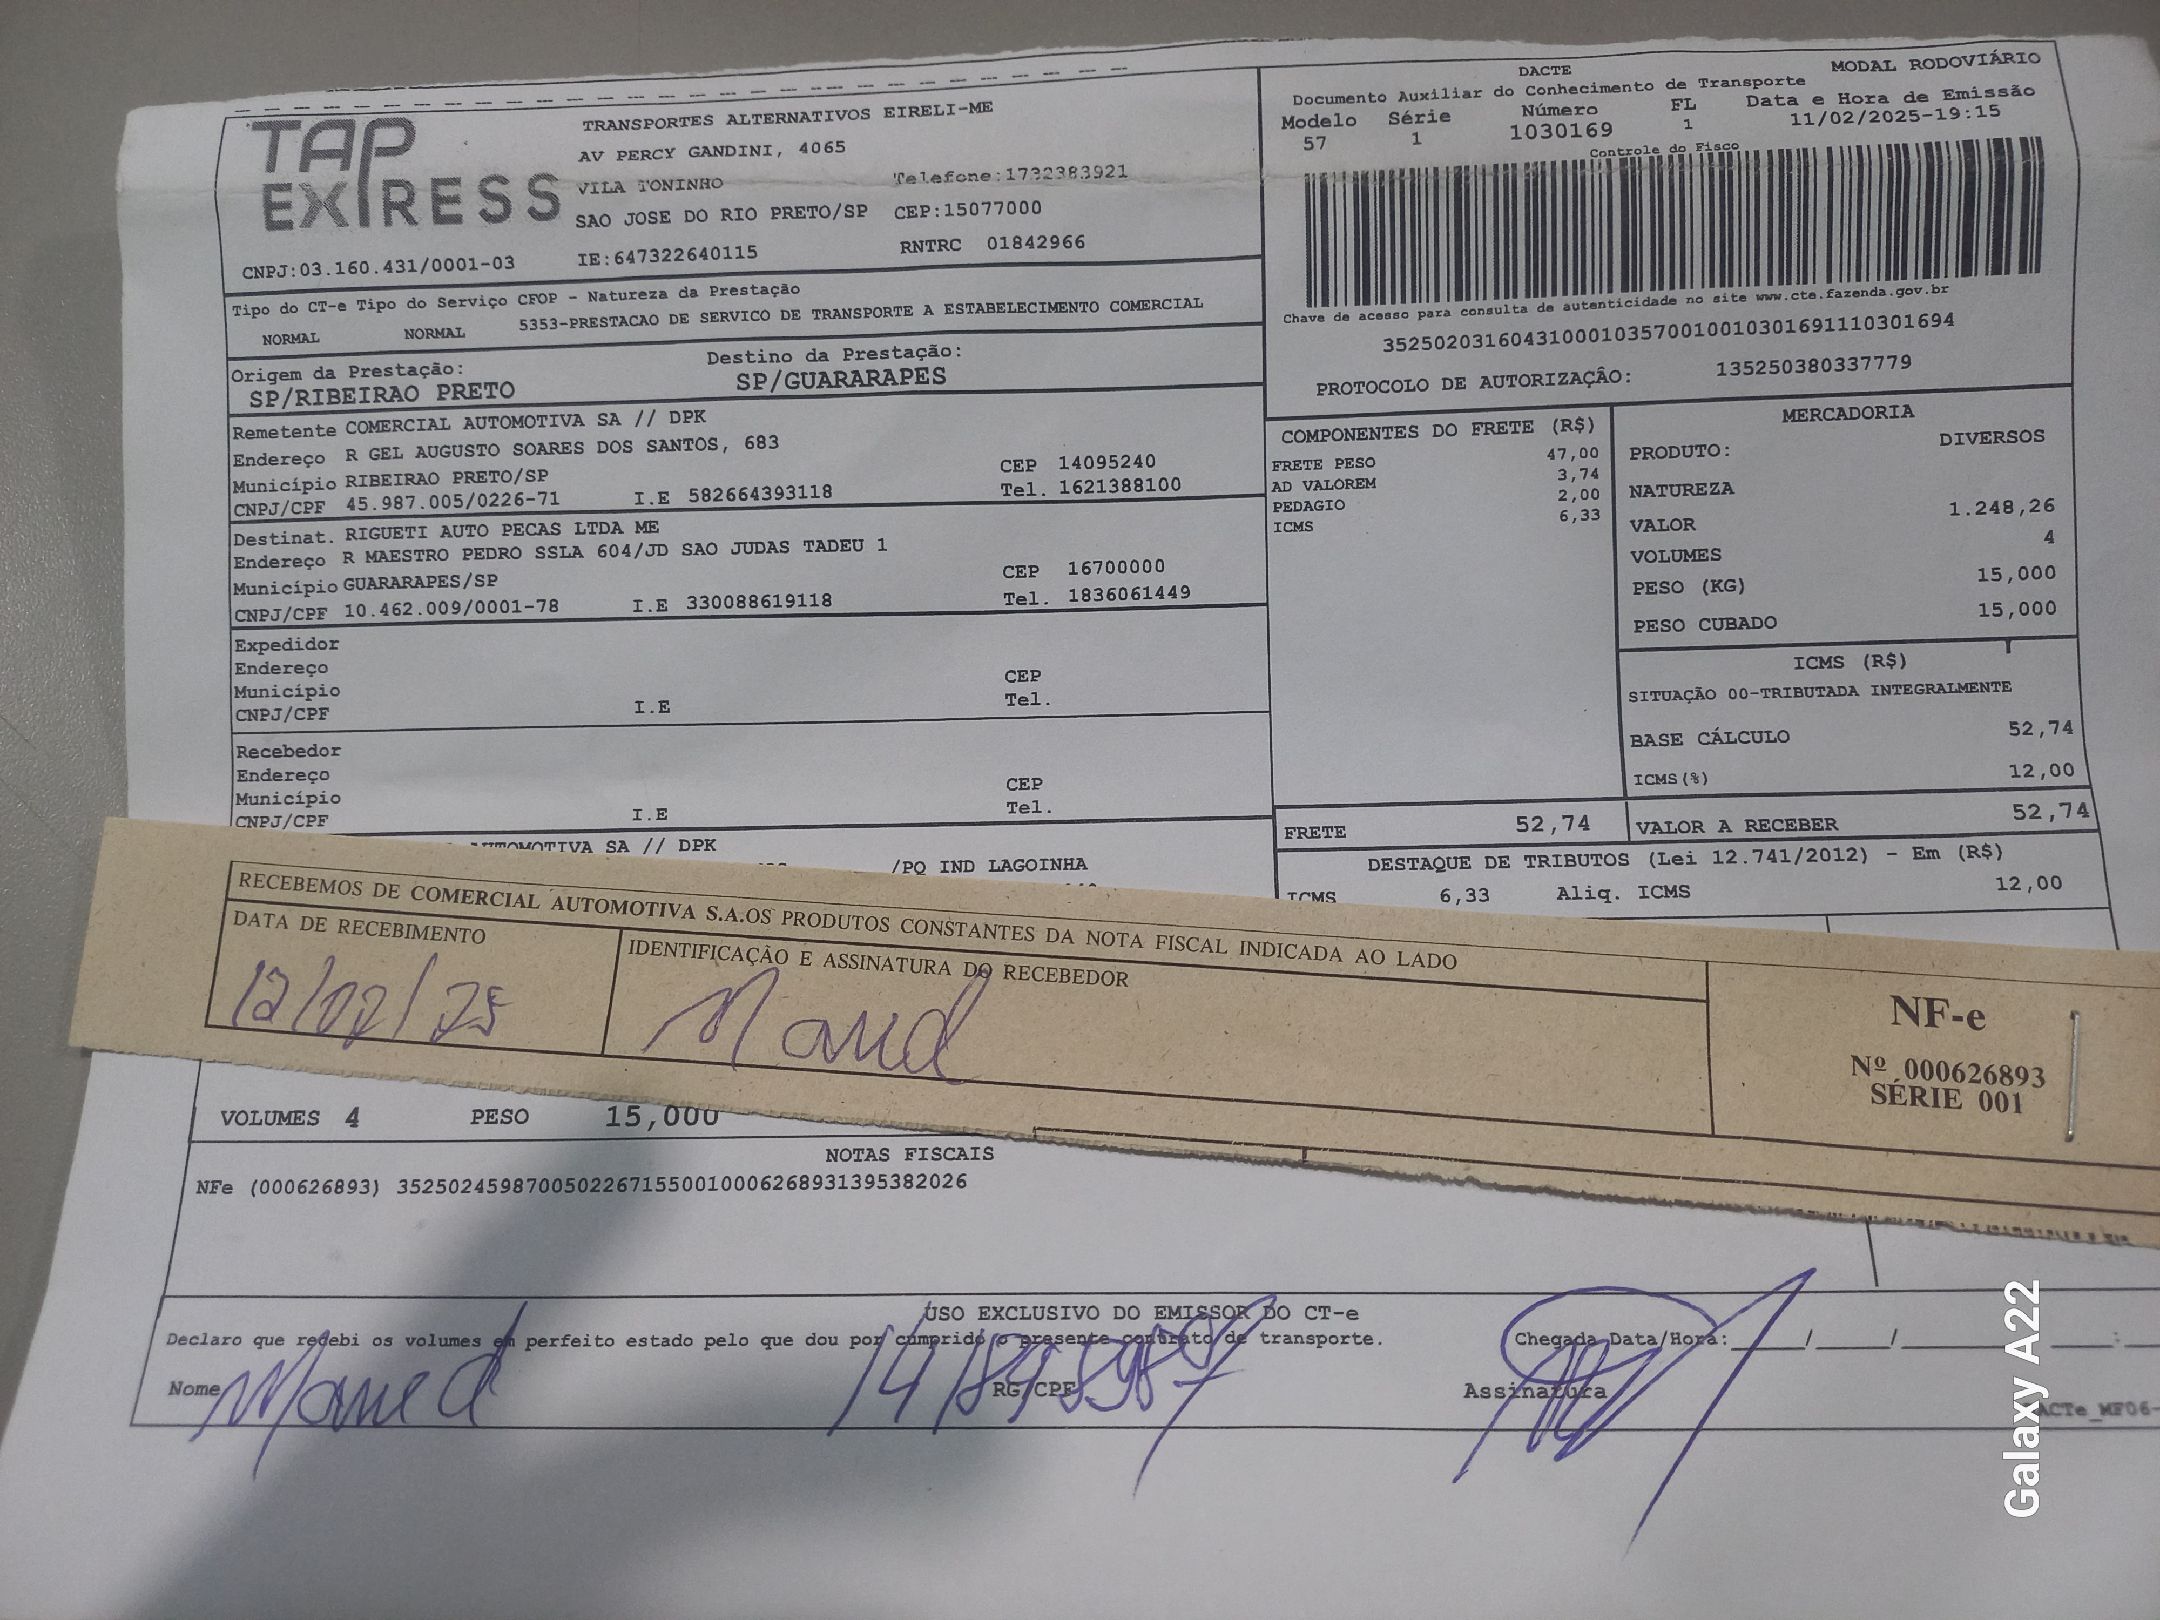 TAP EXPRESS
TRANSPORTES ALTERNATIVOS EIRELI-ME
AV PERCY GANDINI, 4065
VILA TONINHO Telefone:1732383921
SAO JOSE DO RIO PRETO/SP CEP:15077000
CNPJ:03.160.431/0001-03 IE:647322640115 RNTRC 01842966
DACTE MODAL RODOVIÁRIO
Documento Auxiliar do Conhecimento de Transporte
Modelo Série Número FL Data e Hora de Emissão
57 1 1030169 1 11/02/2025-19:15
Controle do Fisco
Chave de acesso para consulta de autenticidade no site www.cte.fazenda.gov.br
35250203160431000103570010010301691110301694
PROTOCOLO DE AUTORIZAÇÃO: 135250380337779
Tipo do CT-e Tipo do Serviço CFOP - Natureza da Prestação
NORMAL NORMAL 5353-PRESTACAO DE SERVICO DE TRANSPORTE A ESTABELECIMENTO COMERCIAL
Origem da Prestação: Destino da Prestação:
SP/RIBEIRAO PRETO SP/GUARARAPES
Remetente COMERCIAL AUTOMOTIVA SA // DPK
Endereço R GEL AUGUSTO SOARES DOS SANTOS, 683
Município RIBEIRAO PRETO/SP CEP 14095240
CNPJ/CPF 45.987.005/0226-71 I.E 582664393118 Tel. 1621388100
Destinat. RIGUETI AUTO PECAS LTDA ME
Endereço R MAESTRO PEDRO SSLA 604/JD SAO JUDAS TADEU 1
Município GUARARAPES/SP CEP 16700000
CNPJ/CPF 10.462.009/0001-78 I.E 330088619118 Tel. 1836061449
Expedidor
Endereço
Município CEP
CNPJ/CPF I.E Tel.
Recebedor
Endereço
Município CEP
CNPJ/CPF I.E Tel.
AUTOMOTIVA SA // DPK
/PQ IND LAGOINHA
COMPONENTES DO FRETE (R$)
FRETE PESO 47,00
AD VALOREM 3,74
PEDAGIO 2,00
ICMS 6,33
MERCADORIA
PRODUTO: DIVERSOS
NATUREZA
VALOR 1.248,26
VOLUMES 4
PESO (KG) 15,000
PESO CUBADO 15,000
ICMS (R$)
SITUAÇÃO 00-TRIBUTADA INTEGRALMENTE
BASE CÁLCULO 52,74
ICMS(%) 12,00
FRETE 52,74 VALOR A RECEBER 52,74
DESTAQUE DE TRIBUTOS (Lei 12.741/2012) - Em (R$)
ICMS 6,33 Aliq. ICMS 12,00
RECEBEMOS DE COMERCIAL AUTOMOTIVA S.A.OS PRODUTOS CONSTANTES DA NOTA FISCAL INDICADA AO LADO
DATA DE RECEBIMENTO IDENTIFICAÇÃO E ASSINATURA DO RECEBEDOR
12/02/25
NF-e
Nº 000626893
SÉRIE 001
VOLUMES 4 PESO 15,000
NOTAS FISCAIS
NFe (000626893) 35250245987005022671550010006268931395382026
USO EXCLUSIVO DO EMISSOR DO CT-e
Declaro que recebi os volumes em perfeito estado pelo que dou por cumprido o presente contrato de transporte. Chegada Data/Hora:_____/_____/_____ ____:
Nome RG/CPF Assinatura
Galaxy A22